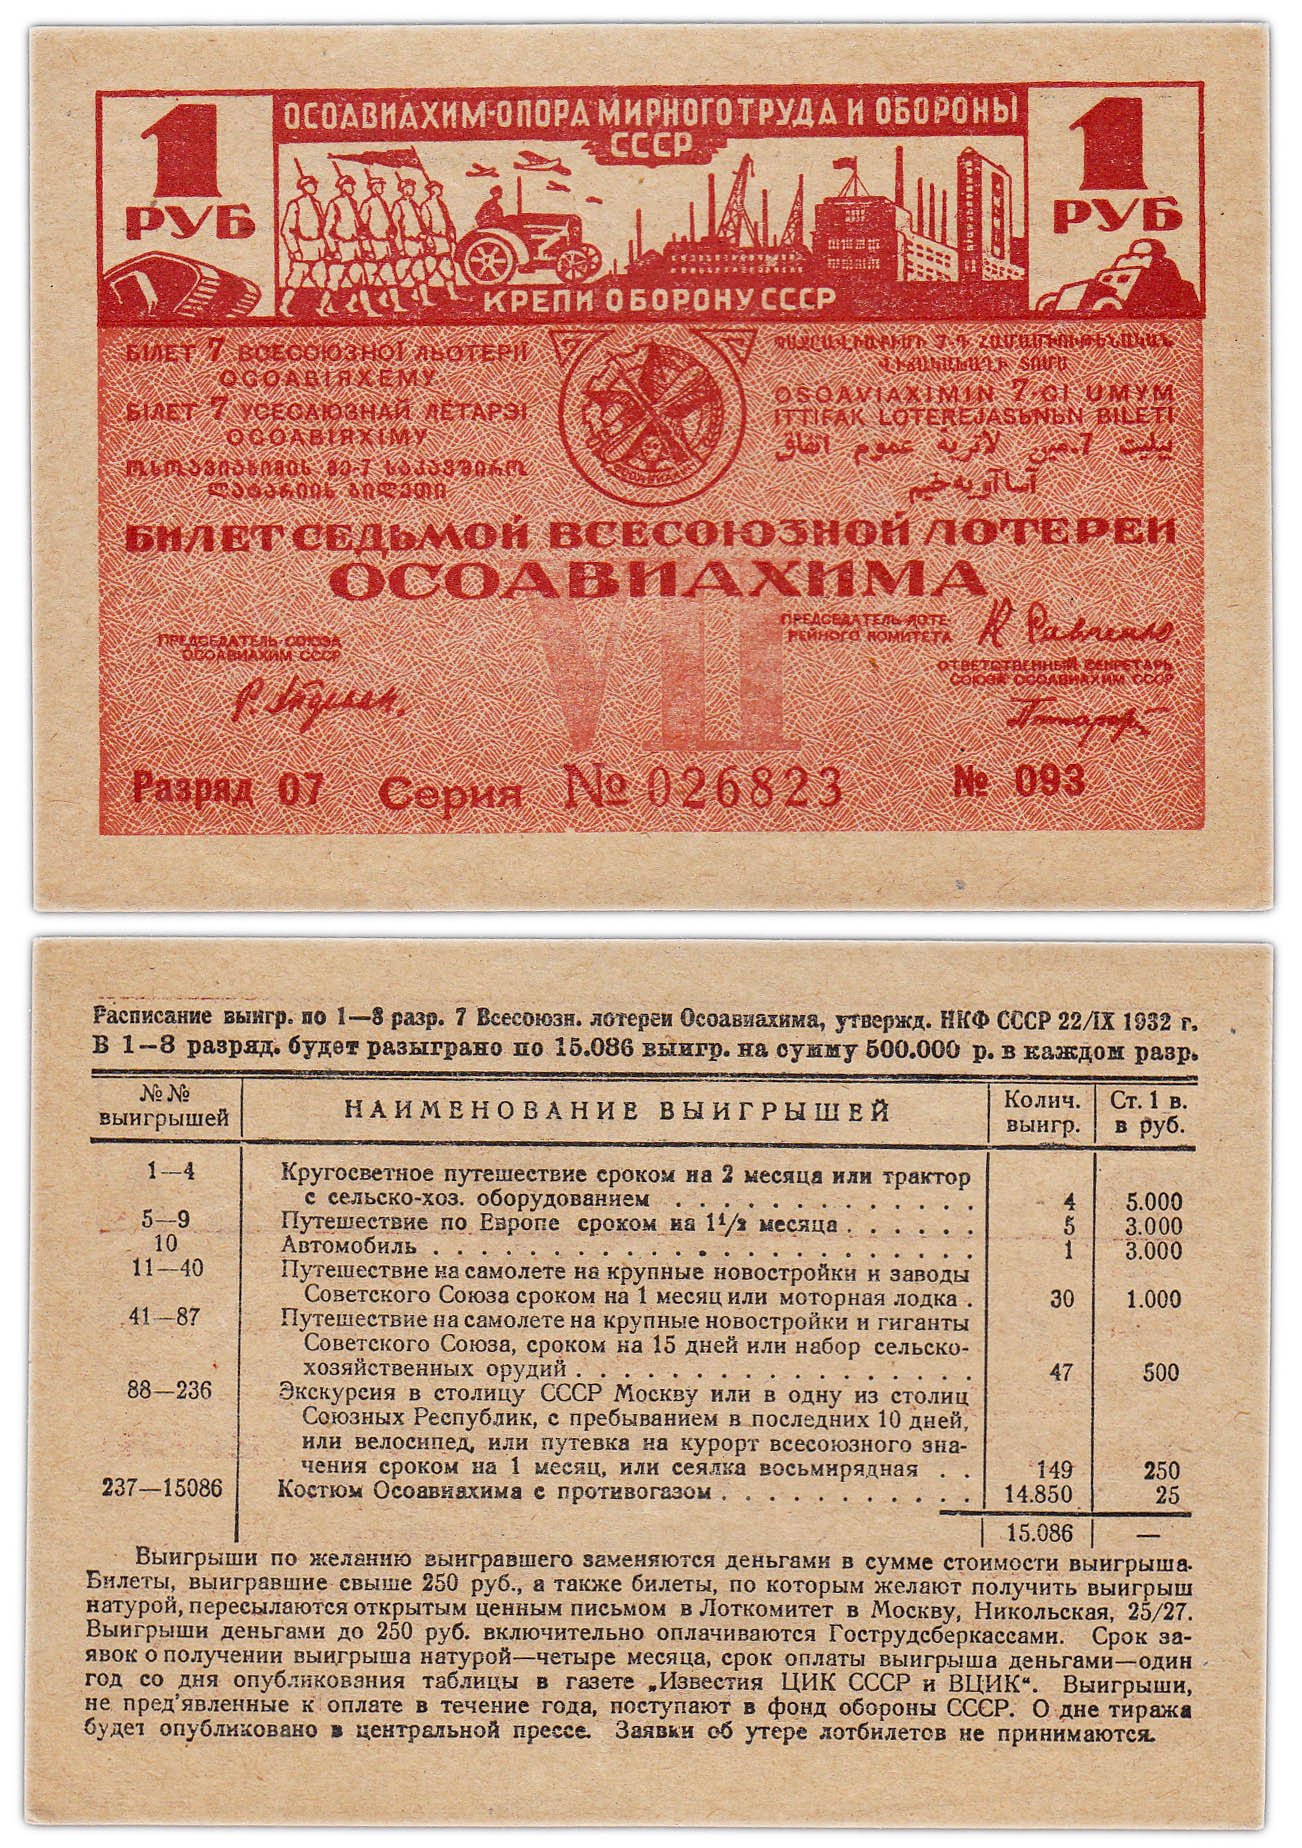 1
РУБ
ОСОАВИАХИМ-ОПОРА МИРНОГО ТРУДА И ОБОРОНЫ
СССР
1
РУБ
КРЕПИ ОБОРОНУ СССР
БІЛЕТ 7 ВСЕСОЮЗНОЇ ЛЬОТЕРІЇ
ОСОАВІЯХЕМУ
БІЛЕТ 7 УСЕСАЮЗНАЙ ЛЁТАРЭІ
ОСОАВІЯХІМУ
ՏՈՄՍ
OSOAVIAXIMIN 7-CI UMYM
ITTIFAK LOTEREJASЬNЬN BILETI
بيليت 7.مين لاتريه عموم اتفاق
آساآويه خيم
БИЛЕТ СЕДЬМОЙ ВСЕСОЮЗНОЙ ЛОТЕРЕИ
ОСОАВИАХИМА
VII
ПРЕДСЕДАТЕЛЬ СОЮЗА
ОСОАВИАХИМ СССР
ПРЕДСЕДАТЕЛЬ ЛОТЕ-
РЕЙНОГО КОМИТЕТА
ОТВЕТСТВЕННЫЙ СЕКРЕТАРЬ
СОЮЗА ОСОАВИАХИМ СССР
Разряд 07 Серия № 026823 № 093
Расписание выигр. по 1—8 разр. 7 Всесоюзн. лотереи Осоавиахима, утвержд. НКФ СССР 22/IX 1932 г.
В 1—8 разряд. будет разыграно по 15.086 выигр. на сумму 500.000 р. в каждом разр.
№№ выигрышей НАИМЕНОВАНИЕ ВЫИГРЫШЕЙ Колич. выигр. Ст. 1 в. в руб.
1—4 Кругосветное путешествие сроком на 2 месяца или трактор
с сельско-хоз. оборудованием . . . . . . . . . . . . . 4 5.000
5—9 Путешествие по Европе сроком на 1½ месяца . . . . . . 5 3.000
10 Автомобиль . . . . . . . . . . . . . . . . . . . . . . 1 3.000
11—40 Путешествие на самолете на крупные новостройки и заводы
Советского Союза сроком на 1 месяц или моторная лодка . 30 1.000
41—87 Путешествие на самолете на крупные новостройки и гиганты
Советского Союза, сроком на 15 дней или набор сельско-
хозяйственных орудий . . . . . . . . . . . . . . . . . 47 500
88—236 Экскурсия в столицу СССР Москву или в одну из столиц
Союзных Республик, с пребыванием в последних 10 дней,
или велосипед, или путевка на курорт всесоюзного зна-
чения сроком на 1 месяц, или сеялка восьмирядная . . 149 250
237—15086 Костюм Осоавиахима с противогазом . . . . . . . . . . . 14.850 25
15.086 —
Выигрыши по желанию выигравшего заменяются деньгами в сумме стоимости выигрыша.
Билеты, выигравшие свыше 250 руб., а также билеты, по которым желают получить выигрыш
натурой, пересылаются открытым ценным письмом в Лоткомитет в Москву, Никольская, 25/27.
Выигрыши деньгами до 250 руб. включительно оплачиваются Гострудсберкассами. Срок за-
явок о получении выигрыша натурой—четыре месяца, срок оплаты выигрыша деньгами—один
год со дня опубликования таблицы в газете „Известия ЦИК СССР и ВЦИК“. Выигрыши,
не пред'явленные к оплате в течение года, поступают в фонд обороны СССР. О дне тиража
будет опубликовано в центральной прессе. Заявки об утере лотбилетов не принимаются.